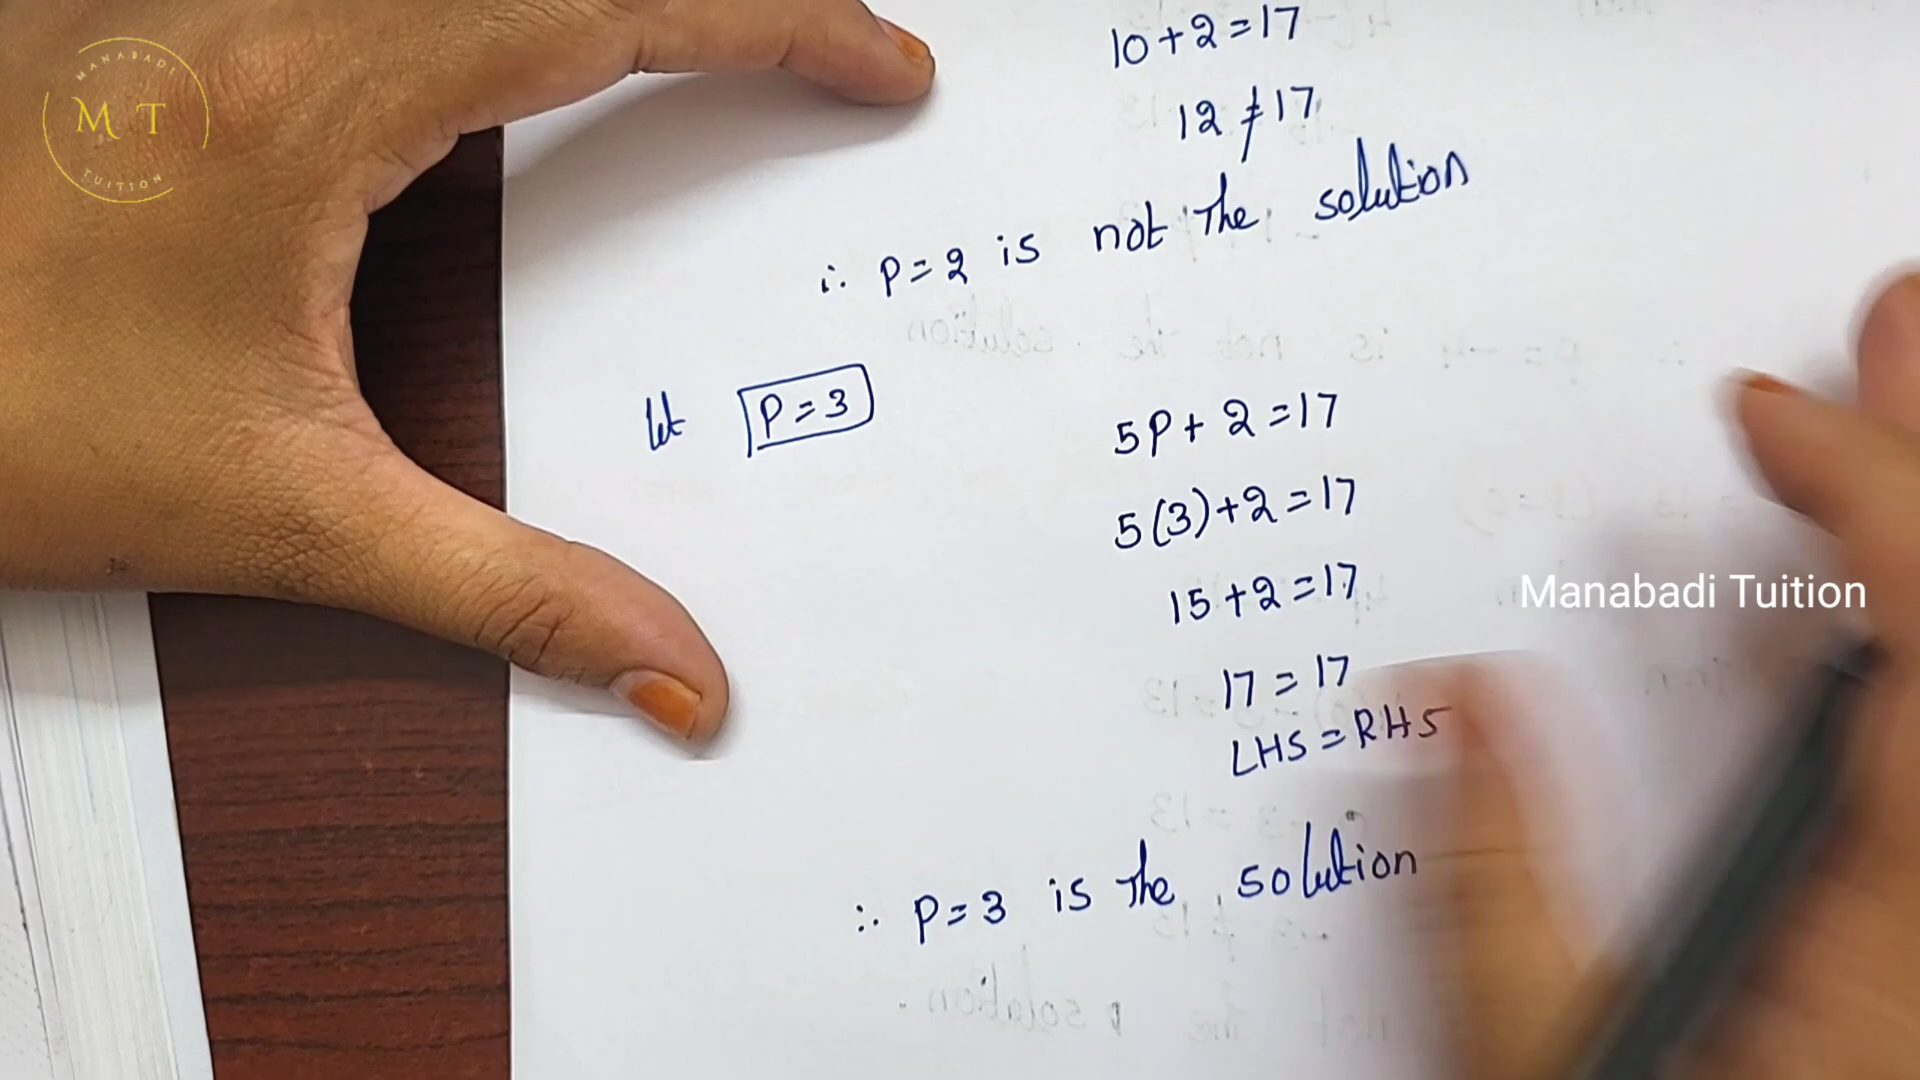 MANABADI
M T
TUITION
10+2=17
12≠17
∴ P=2 is not The solution
let P=3
5P+2=17
5(3)+2=17
15+2=17
Manabadi Tuition
17=17
LHS=RHS
∴ P=3 is The solution